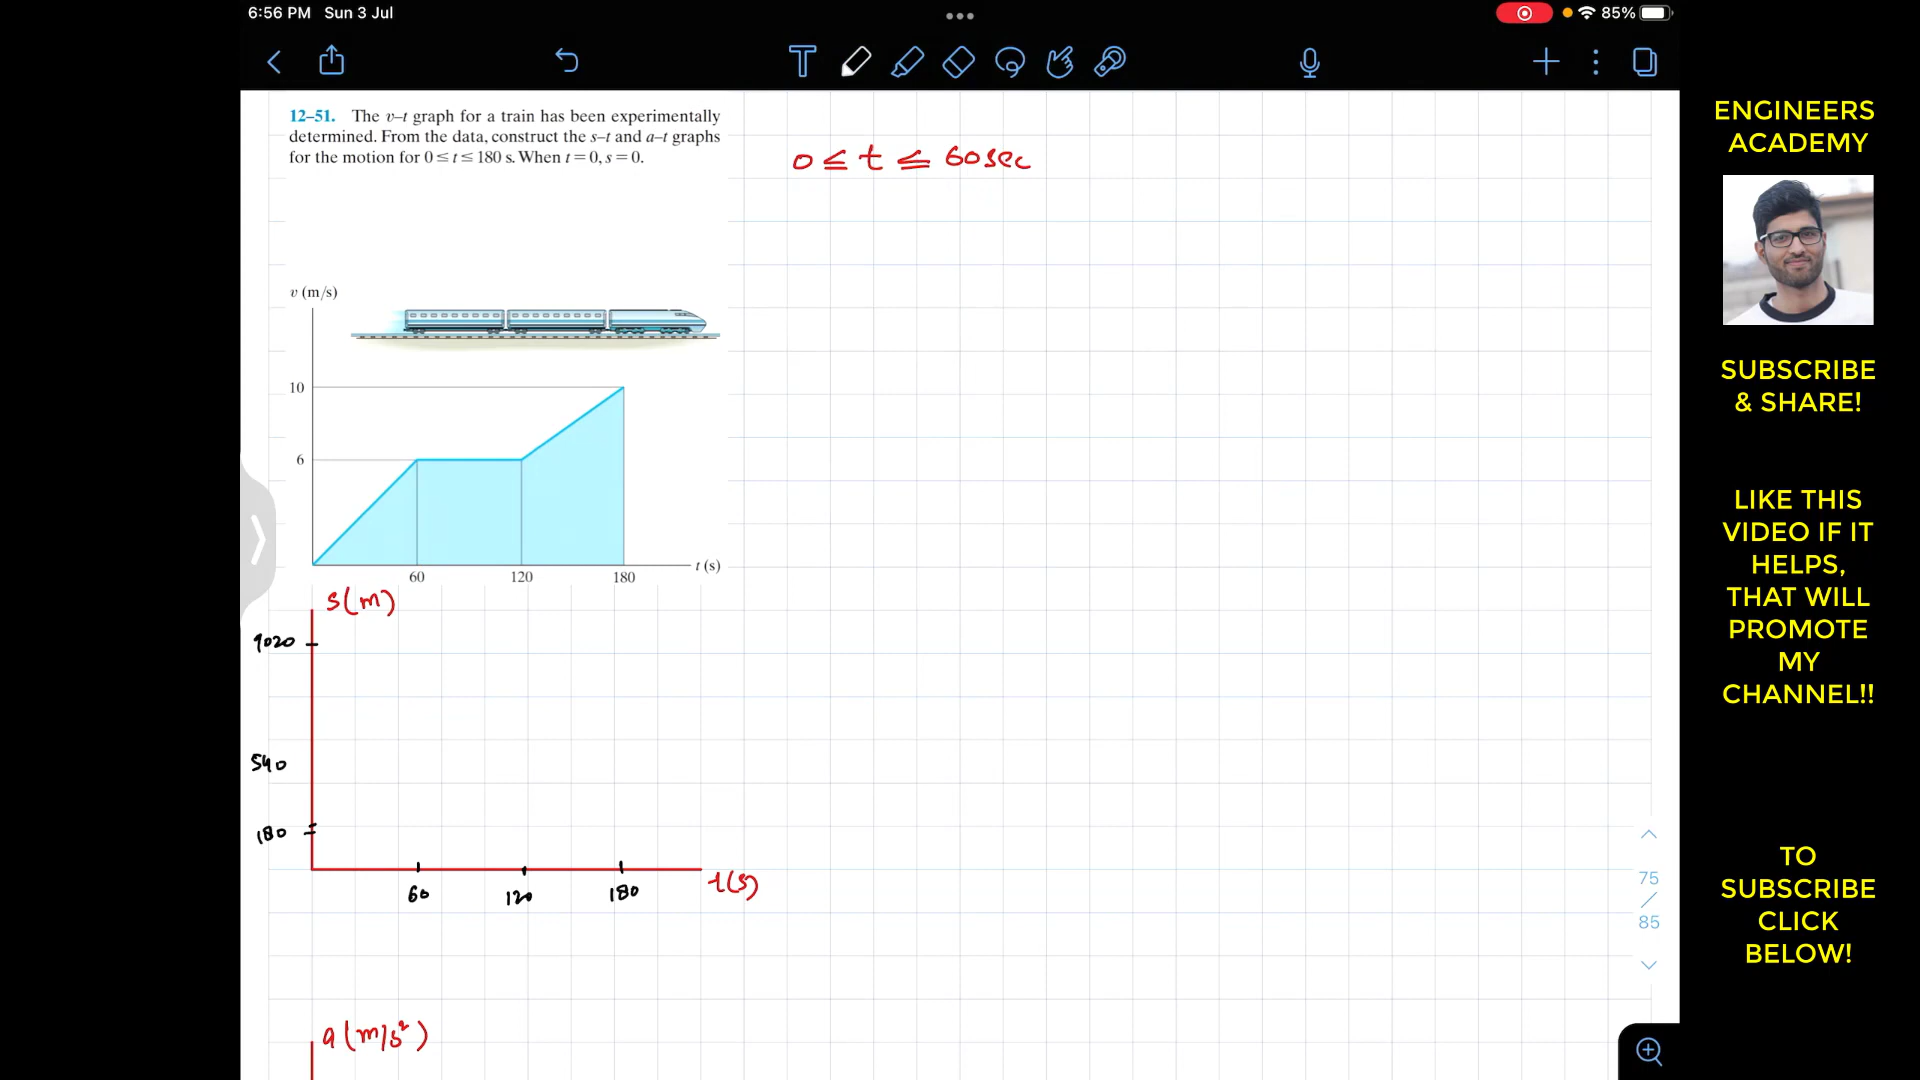 6:56 PM Sun 3 Jul
85%
12–51. The v–t graph for a train has been experimentally
determined. From the data, construct the s–t and a–t graphs
for the motion for 0 ≤ t ≤ 180 s. When t = 0, s = 0.
0 ≤ t ≤ 60sec
v (m/s)
10
6
60 120 180
t (s)
s(m)
1020
540
180
60 120 180
t(s)
a(m/s²)
75
/
85
ENGINEERS
ACADEMY
SUBSCRIBE
& SHARE!
LIKE THIS
VIDEO IF IT
HELPS,
THAT WILL
PROMOTE
MY
CHANNEL!!
TO
SUBSCRIBE
CLICK
BELOW!